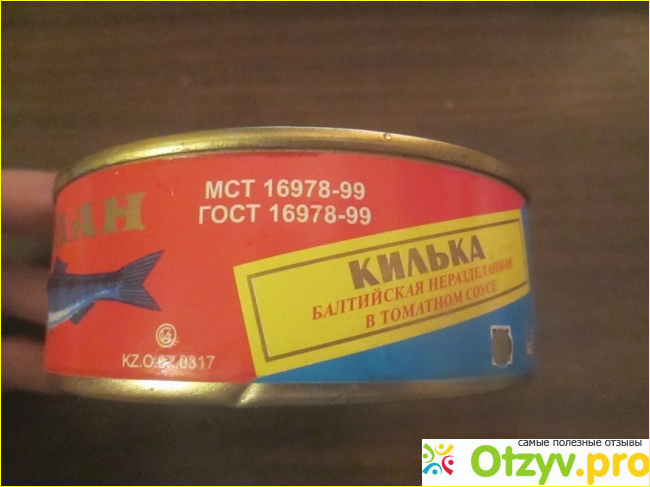 МСТ 16978-99
ГОСТ 16978-99
КИЛЬКА
БАЛТИЙСКАЯ НЕРАЗДЕЛАННАЯ
В ТОМАТНОМ СОУСЕ
самые полезные отзывы
Otzyv.pro